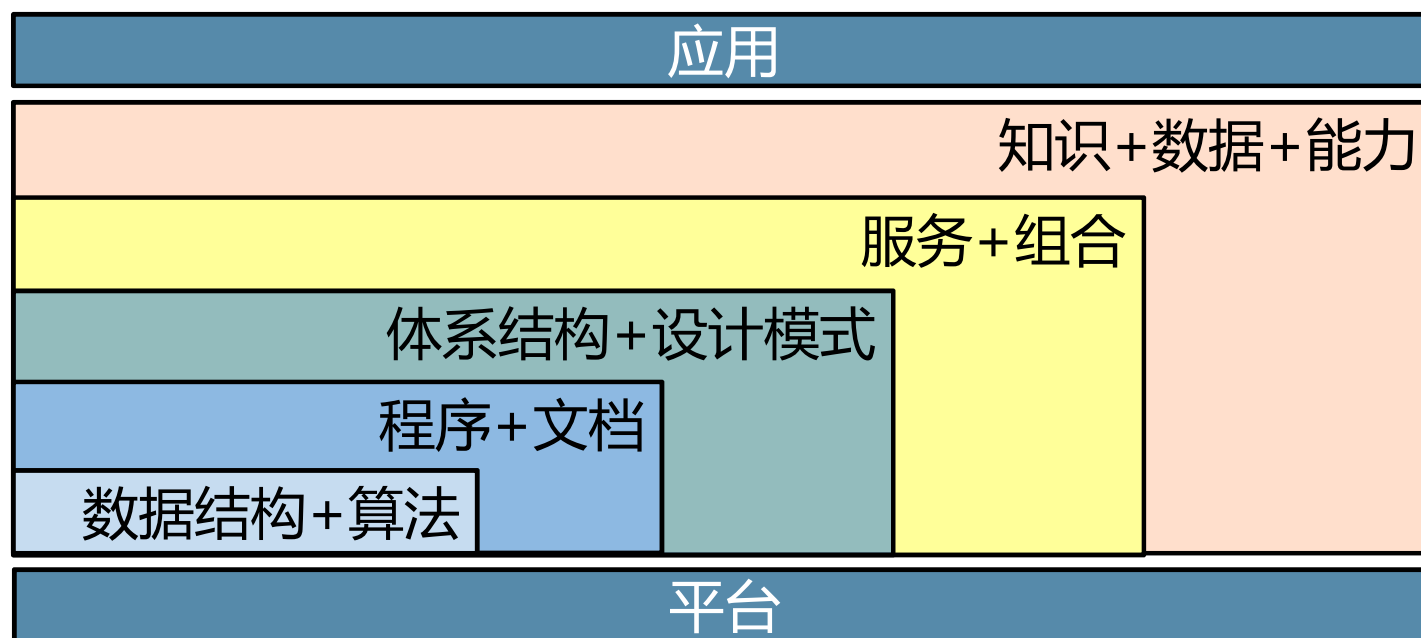 应用
知识+数据+能力
服务+组合
体系结构+设计模式
程序+文档
数据结构+算法
平台